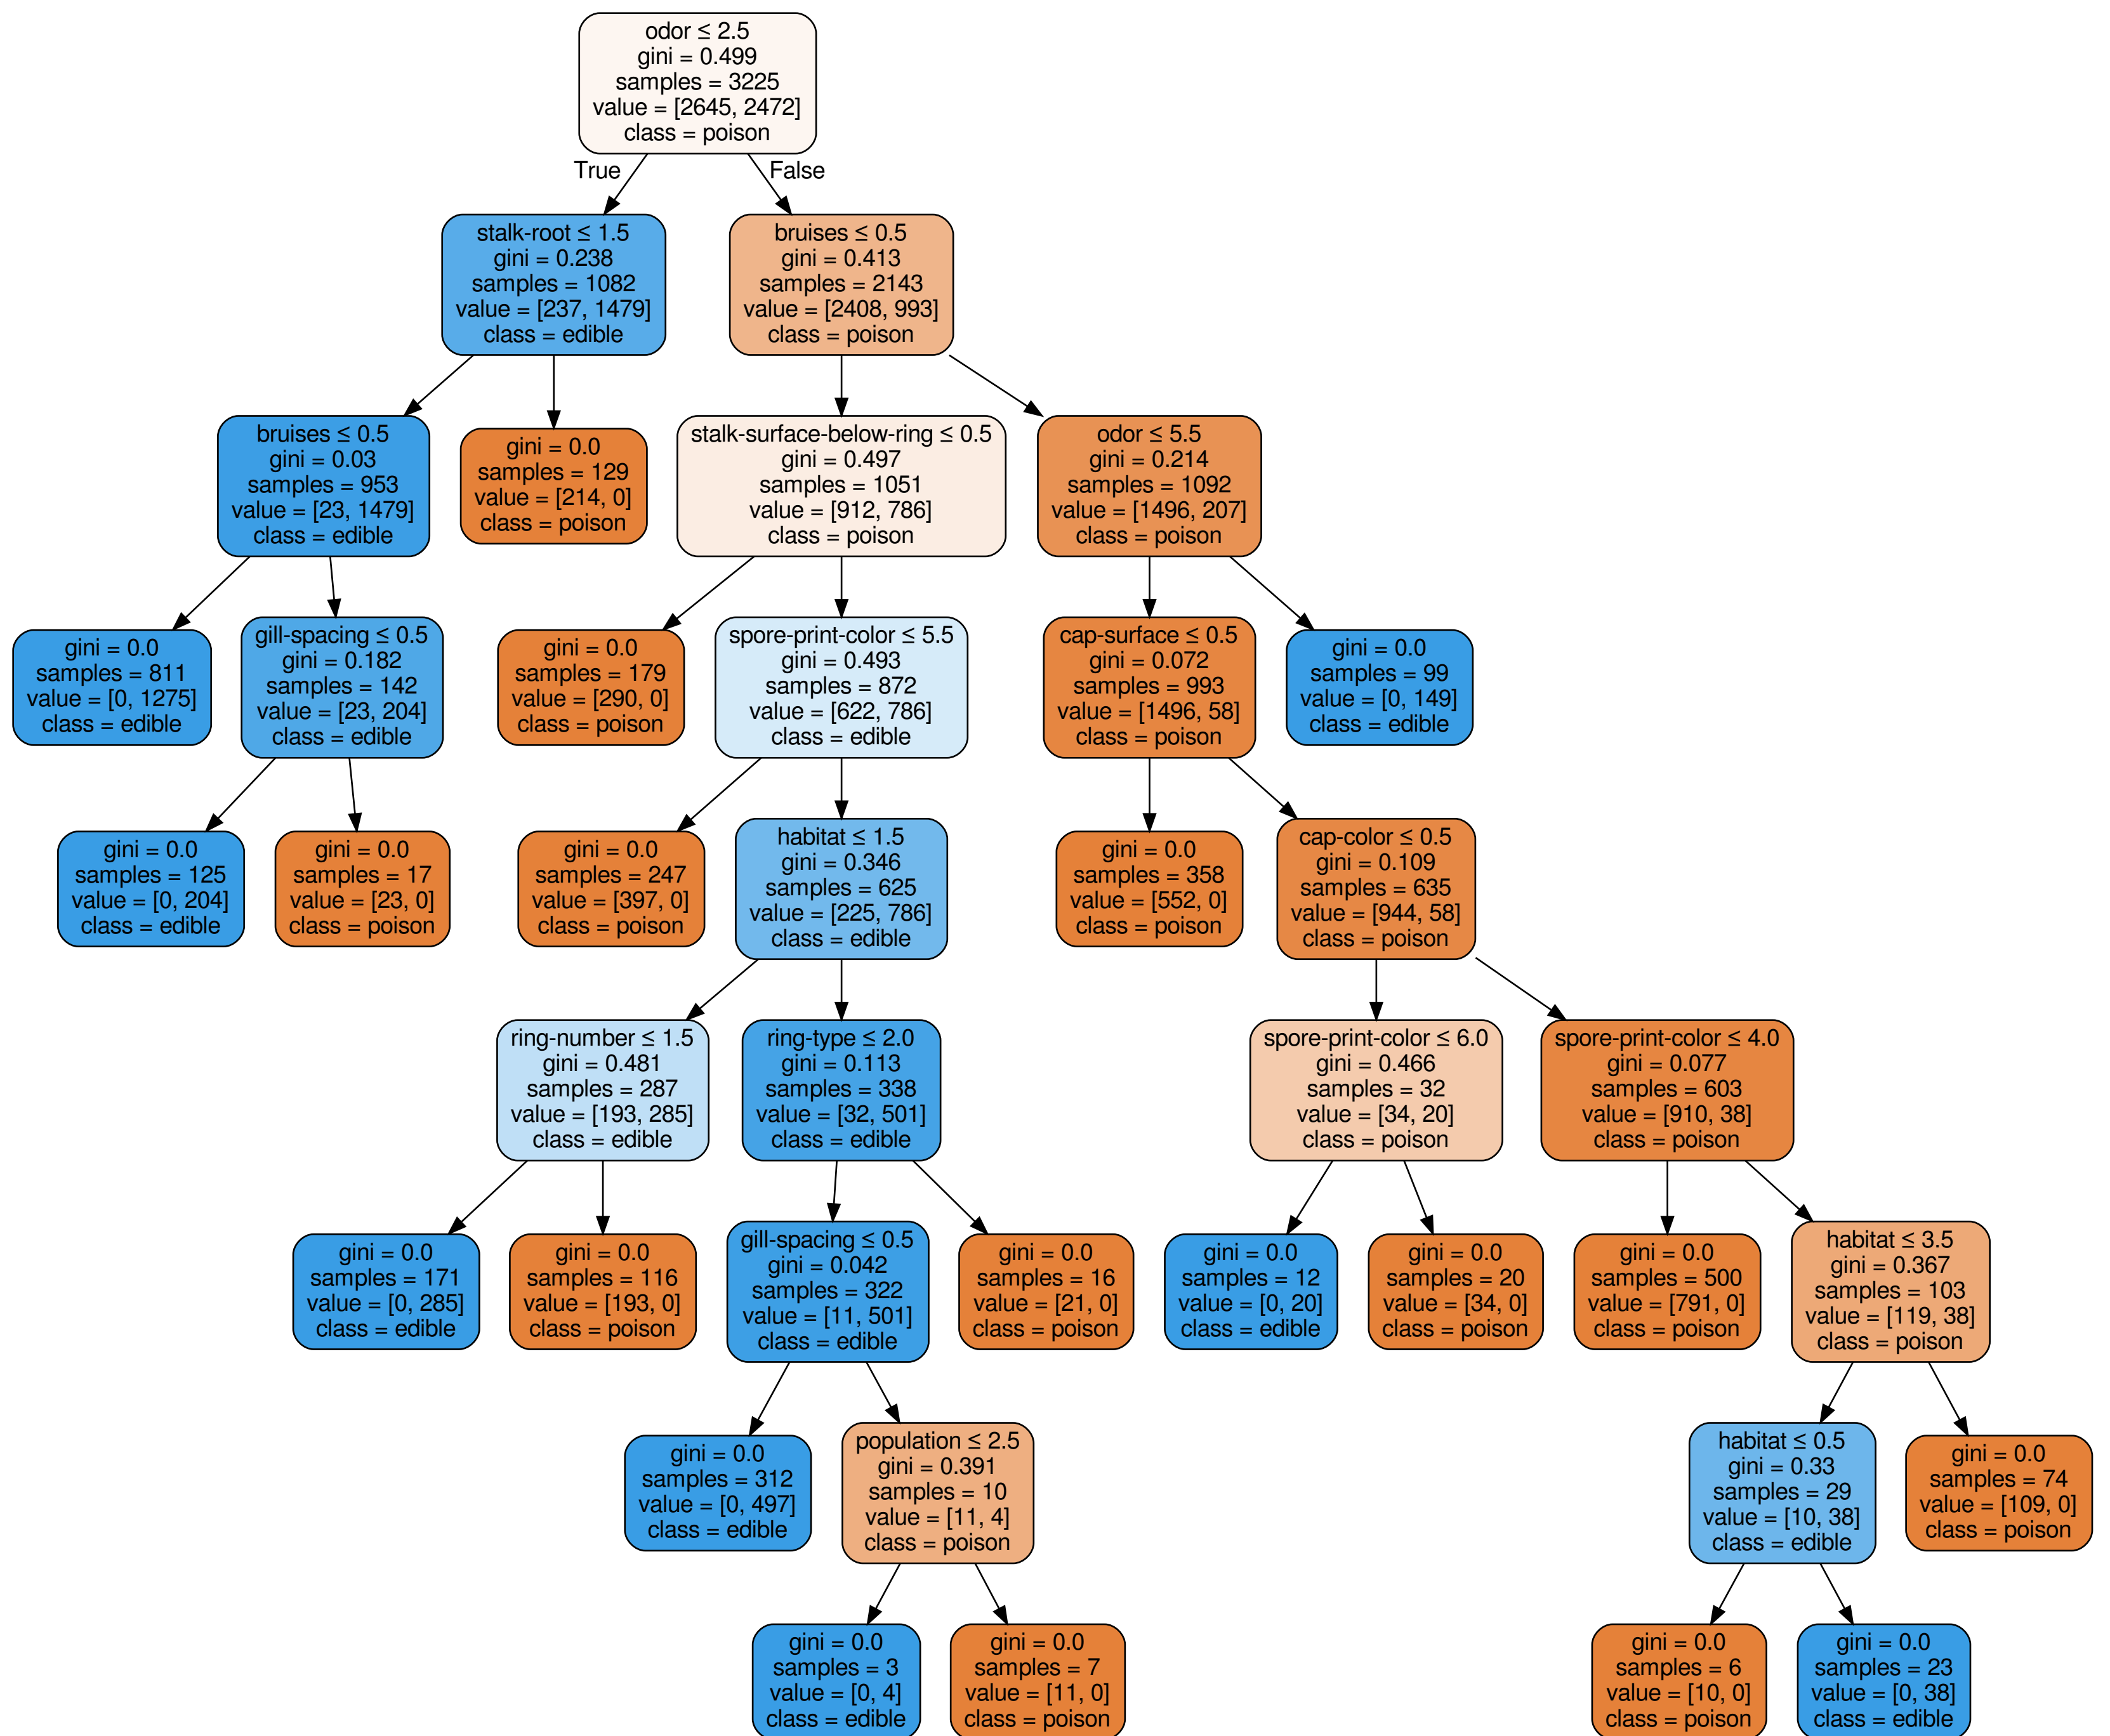 odor ≤ 2.5
gini = 0.499
samples = 3225
value = [2645, 2472]
class = poison
True
False
stalk-root ≤ 1.5
gini = 0.238
samples = 1082
value = [237, 1479]
class = edible
bruises ≤ 0.5
gini = 0.413
samples = 2143
value = [2408, 993]
class = poison
bruises ≤ 0.5
gini = 0.03
samples = 953
value = [23, 1479]
class = edible
gini = 0.0
samples = 129
value = [214, 0]
class = poison
stalk-surface-below-ring ≤ 0.5
gini = 0.497
samples = 1051
value = [912, 786]
class = poison
odor ≤ 5.5
gini = 0.214
samples = 1092
value = [1496, 207]
class = poison
gini = 0.0
samples = 811
value = [0, 1275]
class = edible
gill-spacing ≤ 0.5
gini = 0.182
samples = 142
value = [23, 204]
class = edible
gini = 0.0
samples = 179
value = [290, 0]
class = poison
spore-print-color ≤ 5.5
gini = 0.493
samples = 872
value = [622, 786]
class = edible
cap-surface ≤ 0.5
gini = 0.072
samples = 993
value = [1496, 58]
class = poison
gini = 0.0
samples = 99
value = [0, 149]
class = edible
gini = 0.0
samples = 125
value = [0, 204]
class = edible
gini = 0.0
samples = 17
value = [23, 0]
class = poison
gini = 0.0
samples = 247
value = [397, 0]
class = poison
habitat ≤ 1.5
gini = 0.346
samples = 625
value = [225, 786]
class = edible
gini = 0.0
samples = 358
value = [552, 0]
class = poison
cap-color ≤ 0.5
gini = 0.109
samples = 635
value = [944, 58]
class = poison
ring-number ≤ 1.5
gini = 0.481
samples = 287
value = [193, 285]
class = edible
ring-type ≤ 2.0
gini = 0.113
samples = 338
value = [32, 501]
class = edible
spore-print-color ≤ 6.0
gini = 0.466
samples = 32
value = [34, 20]
class = poison
spore-print-color ≤ 4.0
gini = 0.077
samples = 603
value = [910, 38]
class = poison
gini = 0.0
samples = 171
value = [0, 285]
class = edible
gini = 0.0
samples = 116
value = [193, 0]
class = poison
gill-spacing ≤ 0.5
gini = 0.042
samples = 322
value = [11, 501]
class = edible
gini = 0.0
samples = 16
value = [21, 0]
class = poison
gini = 0.0
samples = 12
value = [0, 20]
class = edible
gini = 0.0
samples = 20
value = [34, 0]
class = poison
gini = 0.0
samples = 500
value = [791, 0]
class = poison
habitat ≤ 3.5
gini = 0.367
samples = 103
value = [119, 38]
class = poison
gini = 0.0
samples = 312
value = [0, 497]
class = edible
population ≤ 2.5
gini = 0.391
samples = 10
value = [11, 4]
class = poison
habitat ≤ 0.5
gini = 0.33
samples = 29
value = [10, 38]
class = edible
gini = 0.0
samples = 74
value = [109, 0]
class = poison
gini = 0.0
samples = 3
value = [0, 4]
class = edible
gini = 0.0
samples = 7
value = [11, 0]
class = poison
gini = 0.0
samples = 6
value = [10, 0]
class = poison
gini = 0.0
samples = 23
value = [0, 38]
class = edible